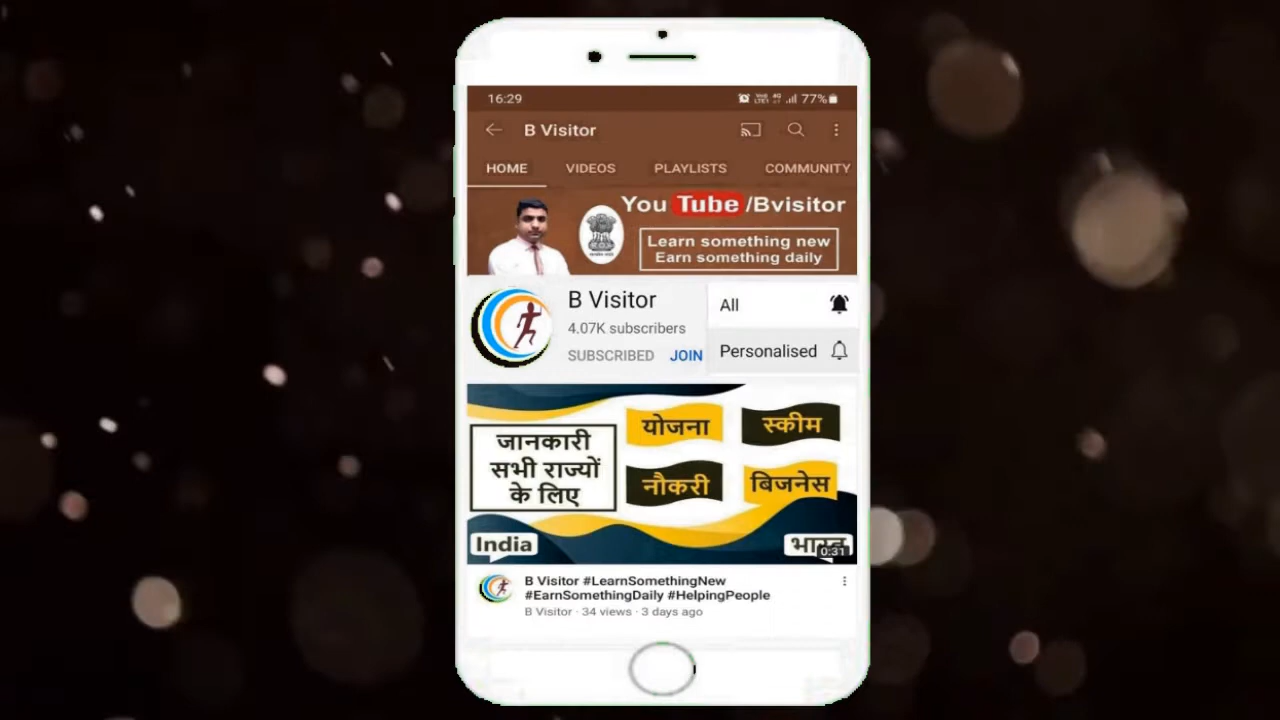 16:29
77%
B Visitor
HOME VIDEOS PLAYLISTS COMMUNITY
You Tube/Bvisitor
Learn something new
Earn something daily
B Visitor
4.07K subscribers
SUBSCRIBED JOIN
All
Personalised
जानकारी
सभी राज्यों
के लिए
योजना
स्कीम
नौकरी
बिजनेस
India
भारत
0:31
B Visitor #LearnSomethingNew
#EarnSomethingDaily #HelpingPeople
B Visitor · 34 views · 3 days ago